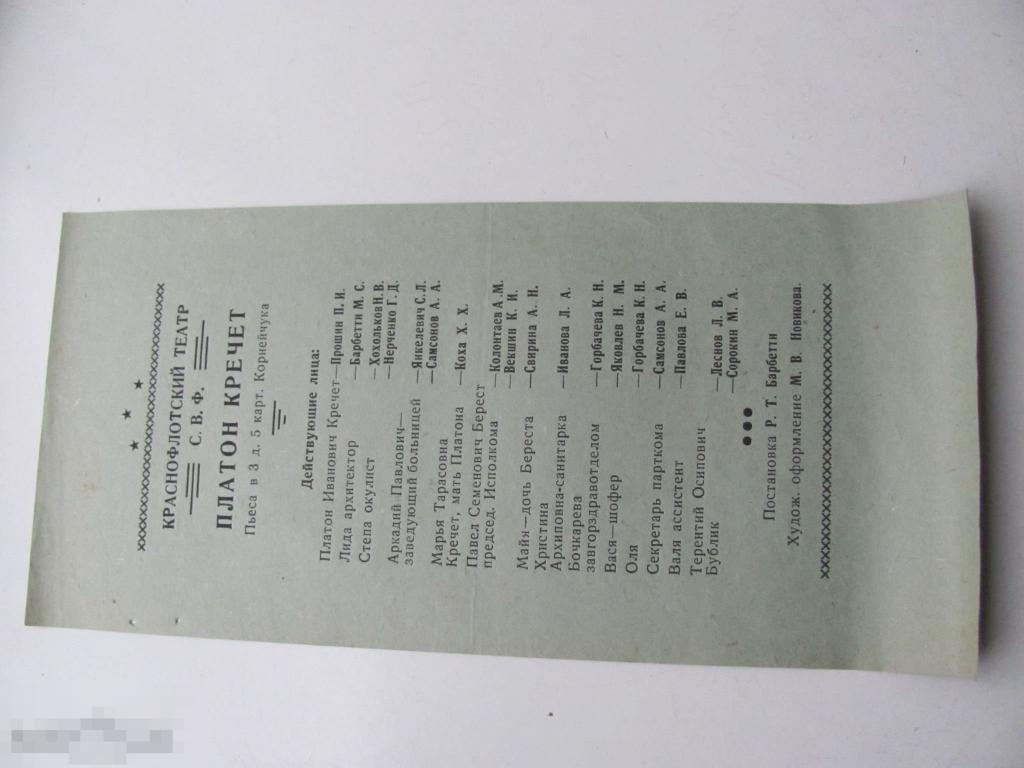 КРАСНОФЛОТСКИЙ ТЕАТР
С. В. Ф.
ПЛАТОН КРЕЧЕТ
Пьеса в 3 д. 5 карт. Корнейчука
Действующие лица:
Платон Иванович Кречет—Прошин П. И.
Лида архитектор —Барбетти М. С.
Степа окулист —Хохольков Н. В.
—Нерченко Г. Д.
Аркадий Павлович—
заведующий больницей —Янкелевич С. Л.
—Самсонов А. А.
Марья Тарасовна
Кречет, мать Платона —Коха Х. Х.
Павел Семенович Берест
председ. Исполкома —Колонтаев А. М.
—Векшин К. И.
Майя—дочь Береста —Свирина А. Н.
Христина
Архиповна-санитарка —Иванова Л. А.
Бочкарева
завгорздравотделом —Горбачева К. Н.
Вася—шофер —Яковлев Н. М.
Оля —Горбачева К. Н.
Секретарь парткома —Самсонов А. А.
Валя ассистент —Павлова Е. В.
Терентий Осипович
Бублик —Леснов Л. В.
—Сорокин М. А.
Постановка Р. Т. Барбетти
Худож. оформление М. В. Новикова.